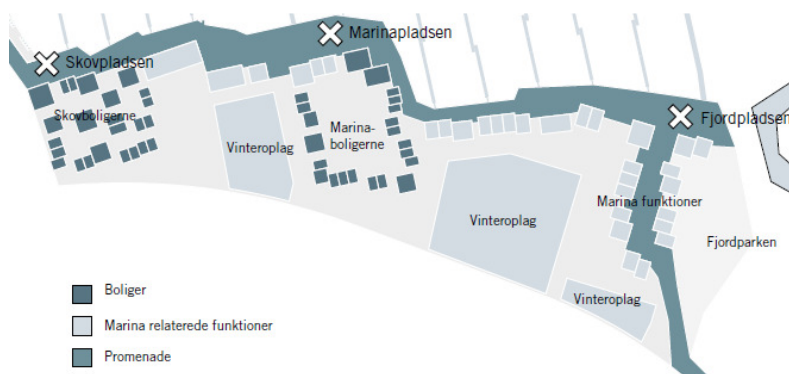 Marinapladsen
Skovpladsen
Fjordpladsen
Skovboligerne
Vinteroplag
Marina-
boligerne
Vinteroplag
Marina funktioner
Fjordparken
Vinteroplag
Boliger
Marina relaterede funktioner
Promenade